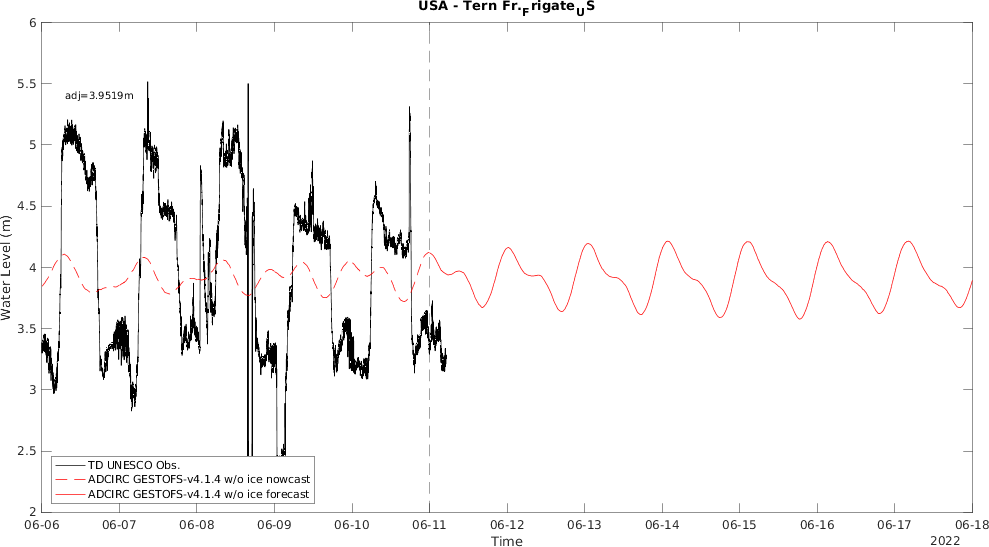 USA - Tern Fr.FrigateUS
6
5.5
adj=3.9519m
5
4.5
4
3.5
3
2.5
2
Water Level (m)
TD UNESCO Obs.
ADCIRC GESTOFS-v4.1.4 w/o ice nowcast
ADCIRC GESTOFS-v4.1.4 w/o ice forecast
06-06 06-07 06-08 06-09 06-10 06-11 06-12 06-13 06-14 06-15 06-16 06-17 06-18
Time
2022